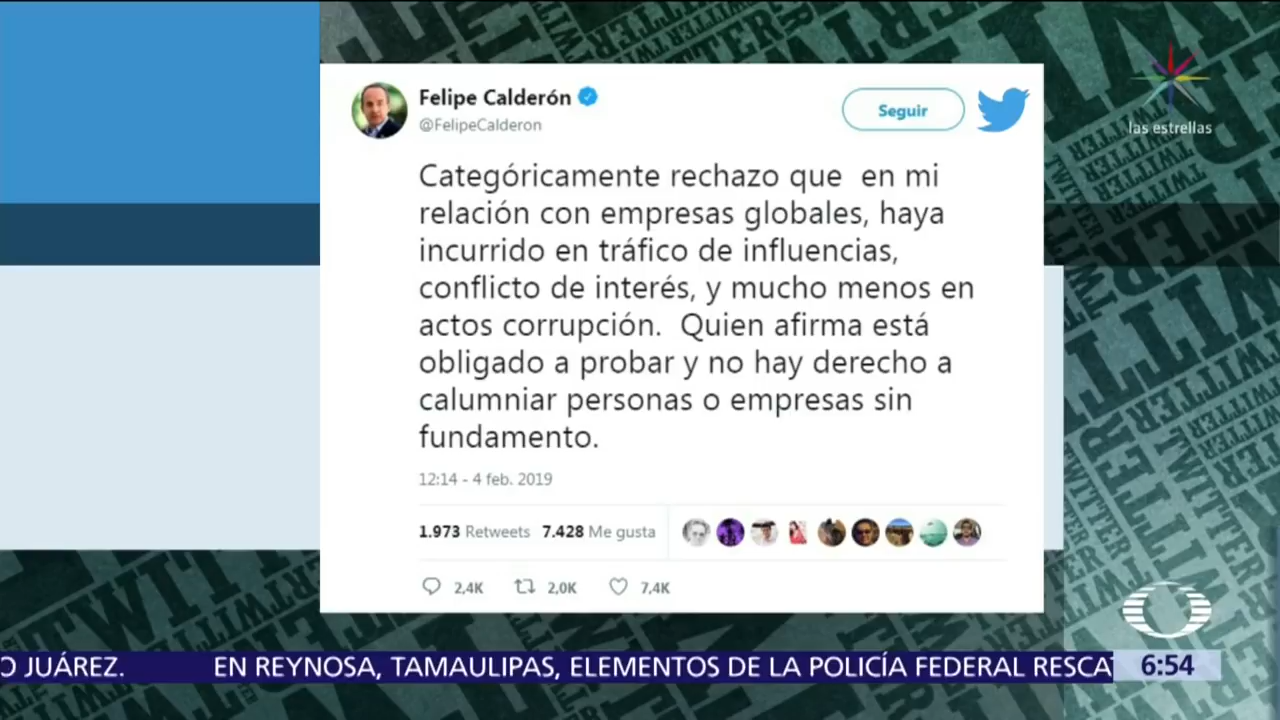 Felipe Calderón
@FelipeCalderon
Seguir
las estrellas
Categóricamente rechazo que en mi
relación con empresas globales, haya
incurrido en tráfico de influencias,
conflicto de interés, y mucho menos en
actos corrupción. Quien afirma está
obligado a probar y no hay derecho a
calumniar personas o empresas sin
fundamento.
12:14 - 4 feb. 2019
1.973 Retweets 7.428 Me gusta
2,4K 2,0K 7,4K
O JUÁREZ. EN REYNOSA, TAMAULIPAS, ELEMENTOS DE LA POLICÍA FEDERAL RESCA
6:54
TWITTER